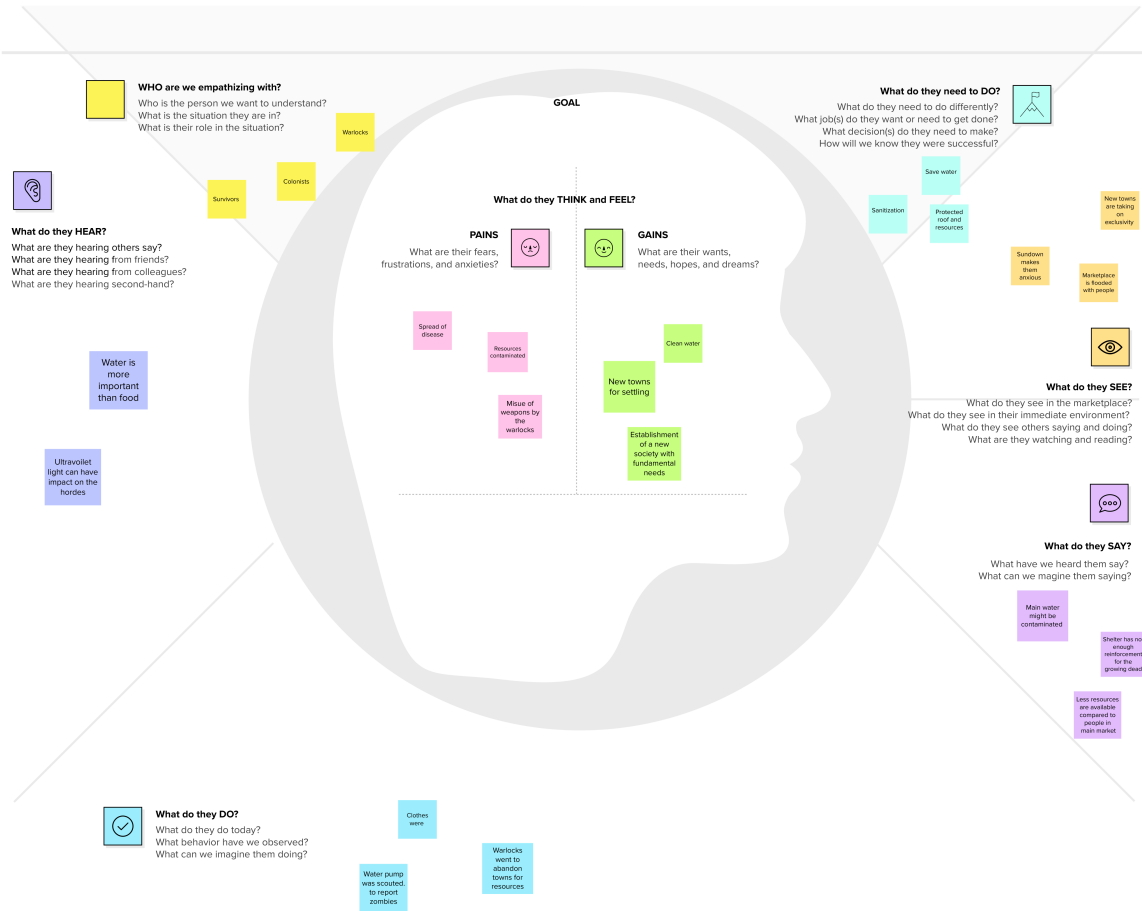 WHO are we empathizing with?
Who is the person we want to understand?
What is the situation they are in?
What is their role in the situation?
Warlocks
Colonists
Survivors
GOAL
What do they need to DO?
What do they need to do differently?
What job(s) do they want or need to get done?
What decision(s) do they need to make?
How will we know they were successful?
Save water
Sanitization
Protected
roof and
resources
What do they HEAR?
What are they hearing others say?
What are they hearing from friends?
What are they hearing from colleagues?
What are they hearing second-hand?
Water is
more
important
than food
Ultravoilet
light can have
impact on the
hordes
What do they THINK and FEEL?
PAINS
What are their fears,
frustrations, and anxieties?
Spread of
disease
Resources
contaminated
Misue of
weapons by
the
warlocks
GAINS
What are their wants,
needs, hopes, and dreams?
Clean water
New towns
for settling
Establishment
of a new
society with
fundamental
needs
New towns
are taking
on
exclusivity
Sundown
makes
them
anxious
Marketplace
is flooded
with people
What do they SEE?
What do they see in the marketplace?
What do they see in their immediate environment?
What do they see others saying and doing?
What are they watching and reading?
What do they SAY?
What have we heard them say?
What can we magine them saying?
Main water
might be
contaminated
Shelter has no
enough
reinforcement
for the
growing dead
Less resources
are available
compared to
people in
main market
What do they DO?
What do they do today?
What behavior have we observed?
What can we imagine them doing?
Clothes
were
Water pump
was scouted.
to report
zombies
Warlocks
went to
abandon
towns for
resources